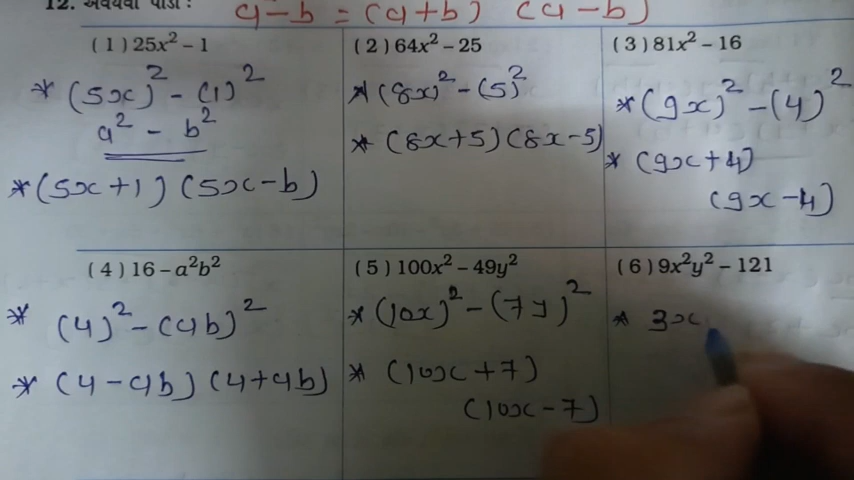 12. अवयवी पाडा :
a - b = (a + b) (a - b)
(1) 25x² - 1
* (5x)² - (1)²
a² - b²
* (5x + 1) (5x - b)
(2) 64x² - 25
* (8x)² - (5)²
* (8x + 5) (8x - 5)
(3) 81x² - 16
* (9x)² - (4)²
* (9x + 4)
(9x - 4)
(4) 16 - a²b²
* (4)² - (ab)²
* (4 - ab) (4 + ab)
(5) 100x² - 49y²
* (10x)² - (7y)²
* (10x + 7)
(10x - 7)
(6) 9x²y² - 121
* 3x